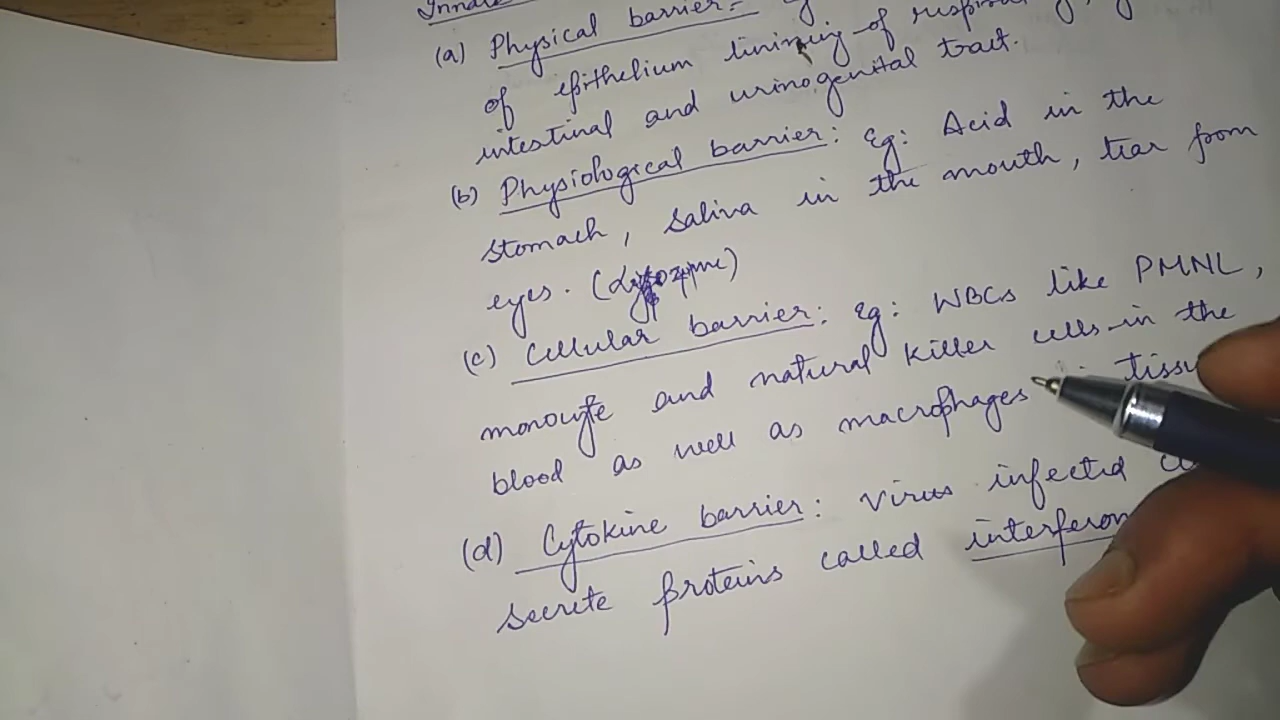 (a) Physical barrier:-
of epithelium linining of
intestinal and urinogenital tract.
(b) Physiological barrier: Eg: Acid in the
stomach, saliva in the mouth, tear from
eyes.
(c) Cellular barrier: Eg: WBCs like PMNL,
monocyte and natural killer cells in the
blood as well as macrophages
(d) Cytokine barrier: Virus infected
secrete proteins called interferon